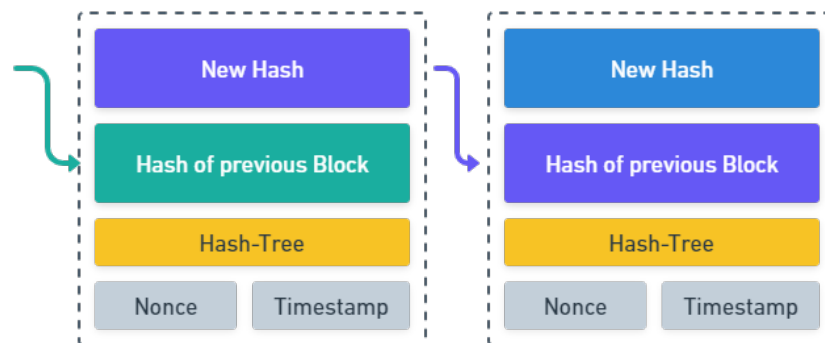 New Hash
Hash of previous Block
Hash-Tree
Nonce
Timestamp
New Hash
Hash of previous Block
Hash-Tree
Nonce
Timestamp